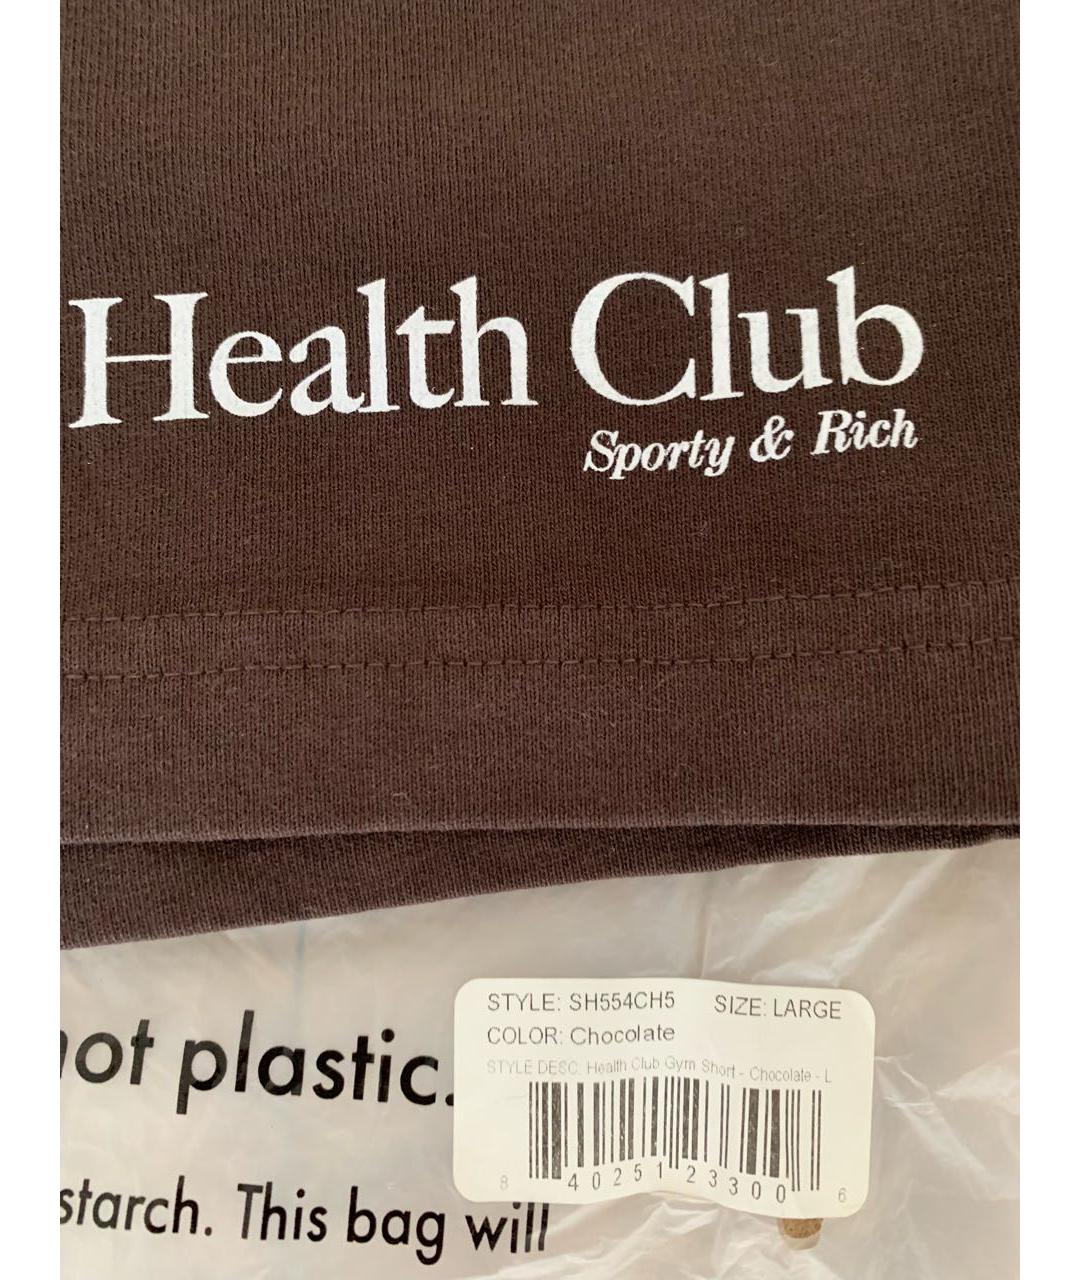 Health Club
Sporty & Rich
not plastic.
STYLE: SH554CH5 SIZE: LARGE
COLOR: Chocolate
STYLE DESC: Health Club Gym Short - Chocolate - L
8 40251 23300 6
starch. This bag will